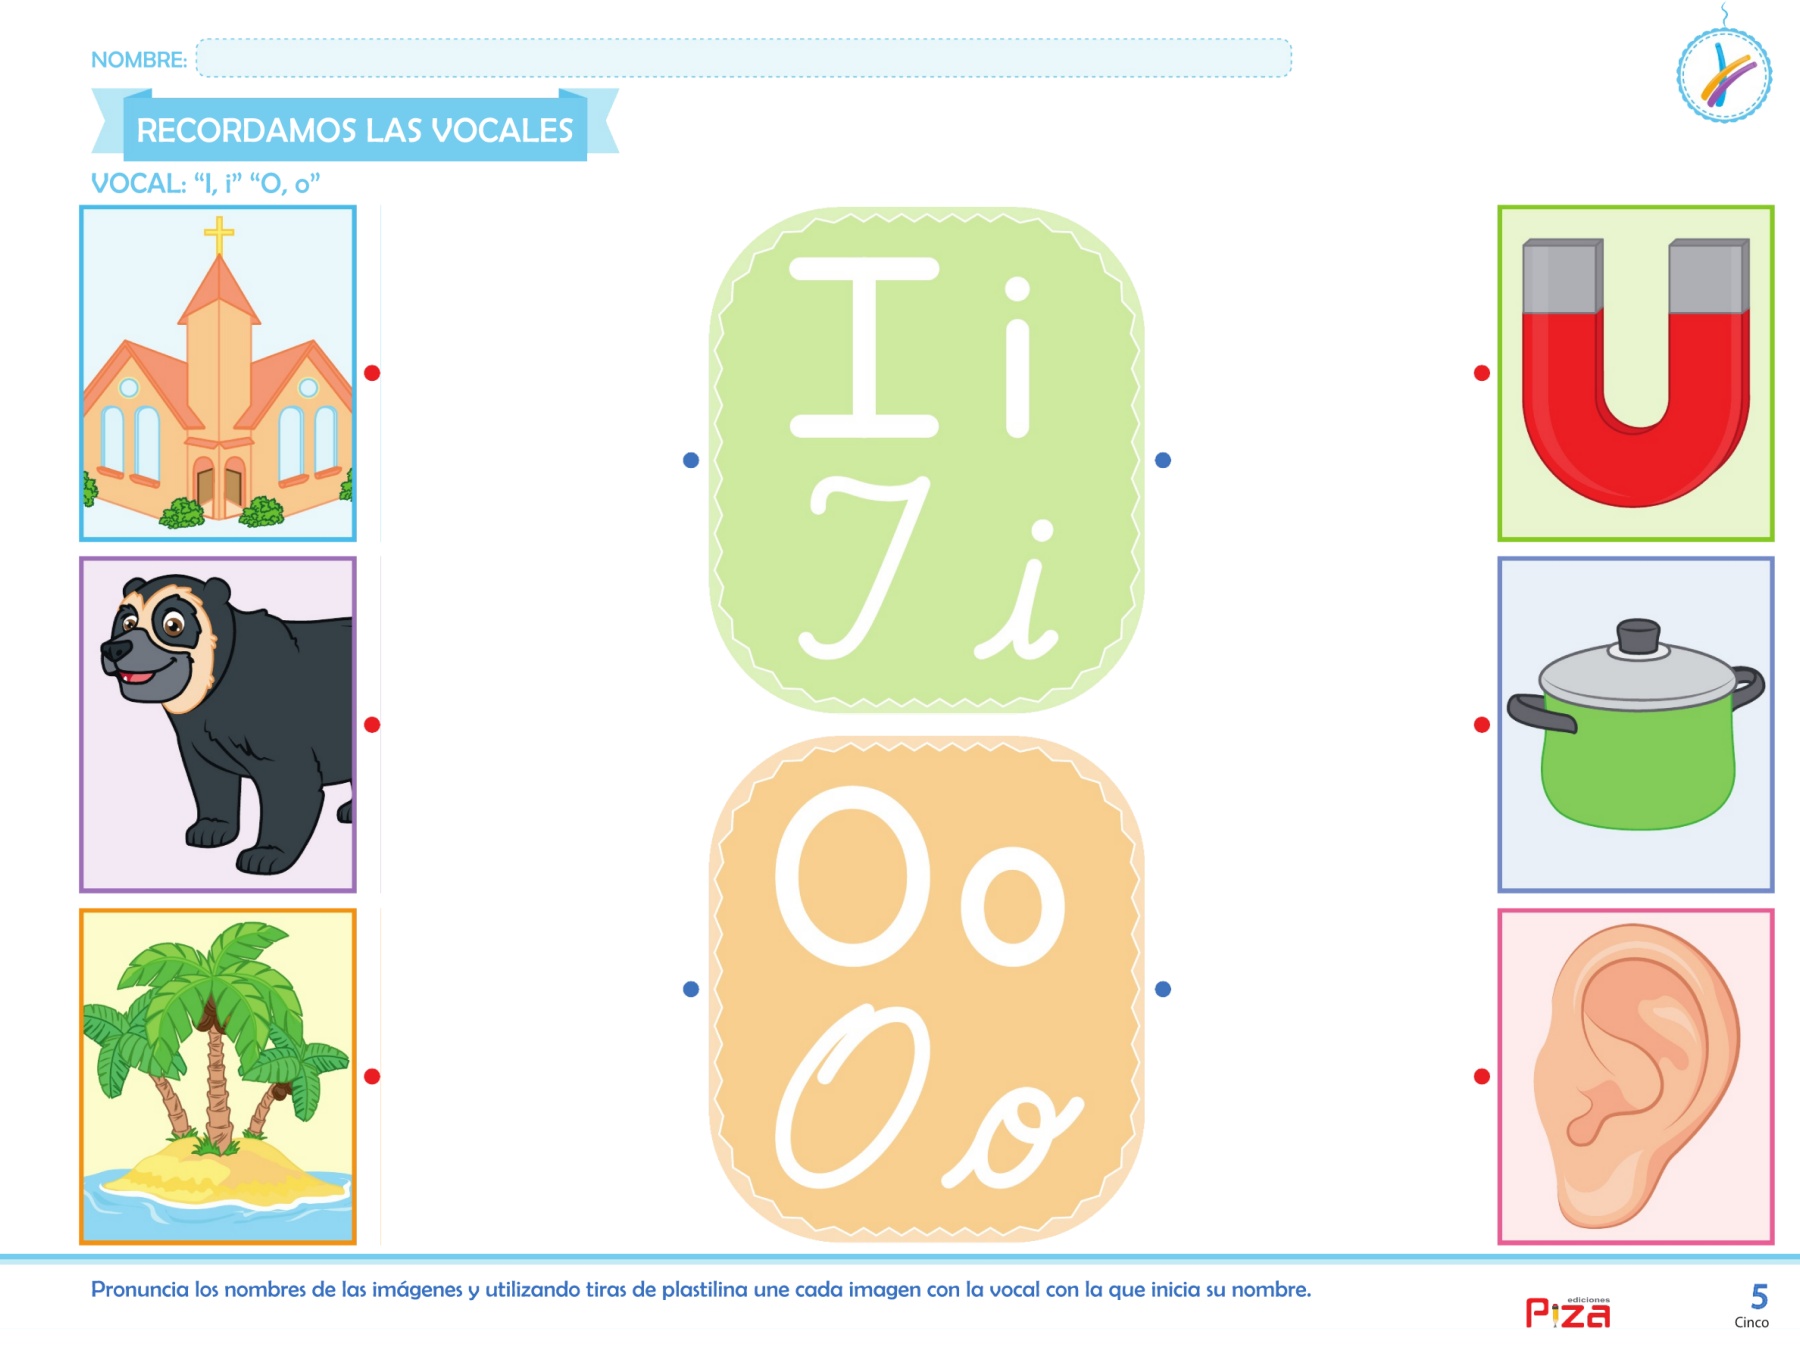 NOMBRE:
RECORDAMOS LAS VOCALES
VOCAL: “I, i” “O, o”
I i
I i
O o
O o
Pronuncia los nombres de las imágenes y utilizando tiras de plastilina une cada imagen con la vocal con la que inicia su nombre.
ediciones
Piza
5
Cinco